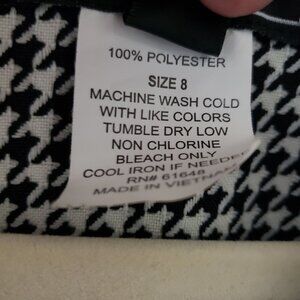 100% POLYESTER
SIZE 8
MACHINE WASH COLD
WITH LIKE COLORS
TUMBLE DRY LOW
NON CHLORINE
BLEACH ONLY
COOL IRON IF NEEDED
RN# 61648
MADE IN VIETNAM